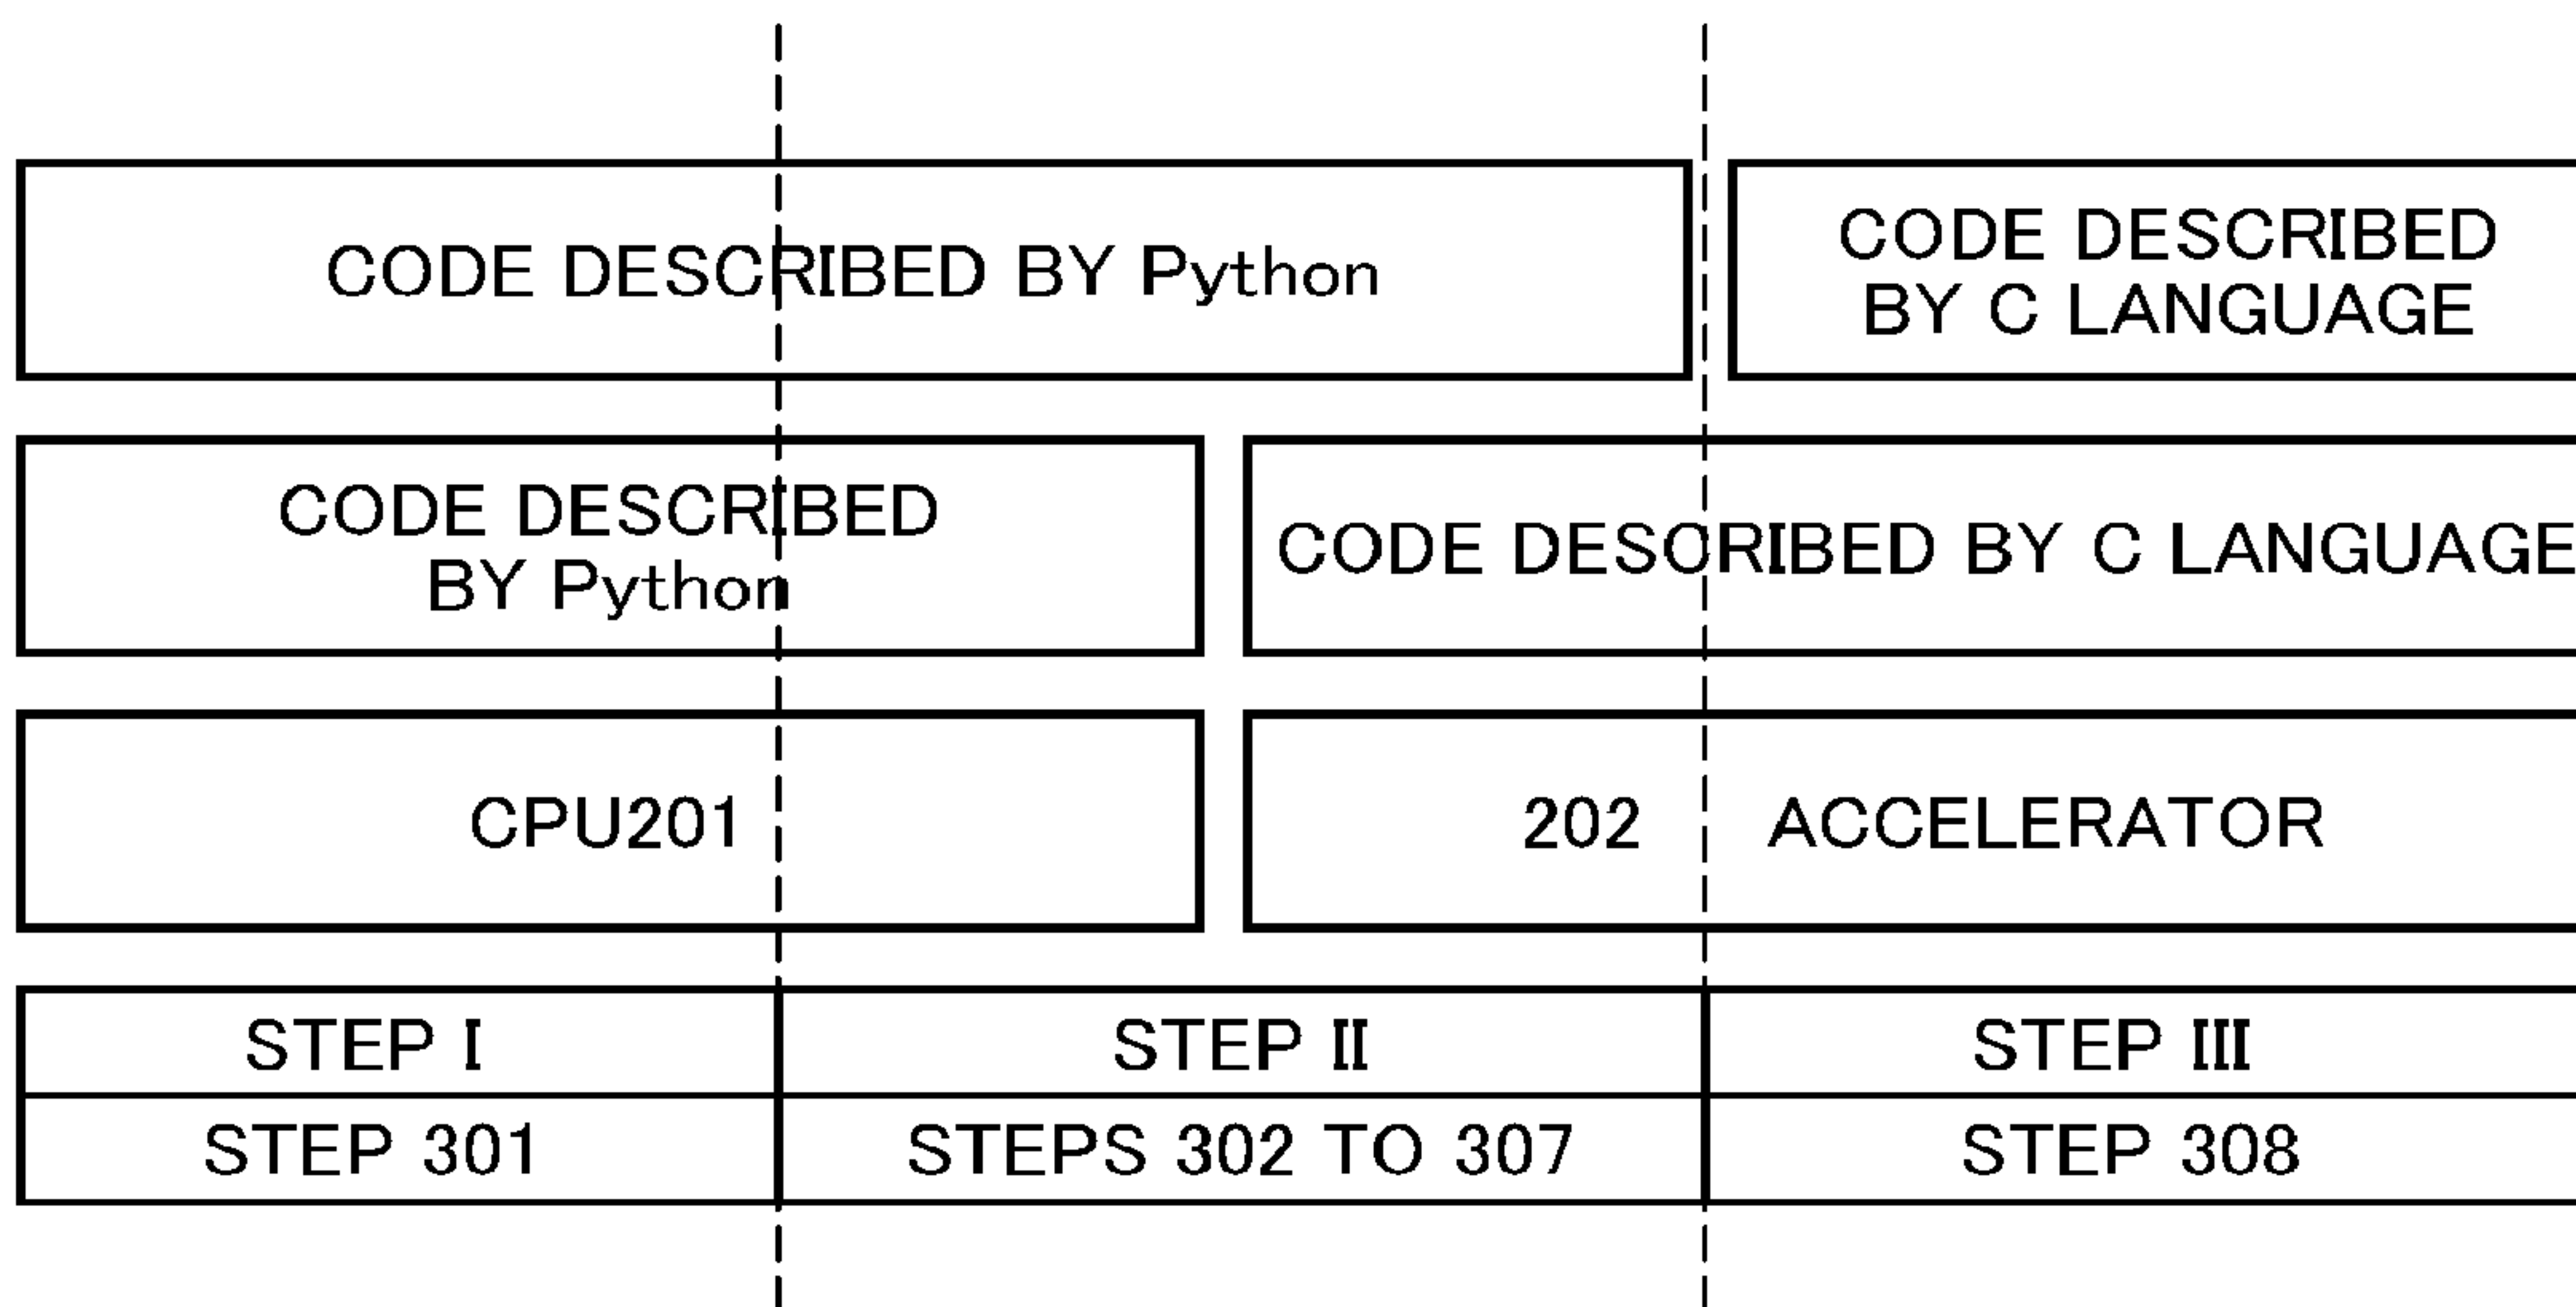 CODE DESCRIBED BY Python
CODE DESCRIBED
BY C LANGUAGE
CODE DESCRIBED
BY Python
CODE DESCRIBED BY C LANGUAGE
CPU201
202 ACCELERATOR
STEP I
STEP II
STEP III
STEP 301
STEPS 302 TO 307
STEP 308